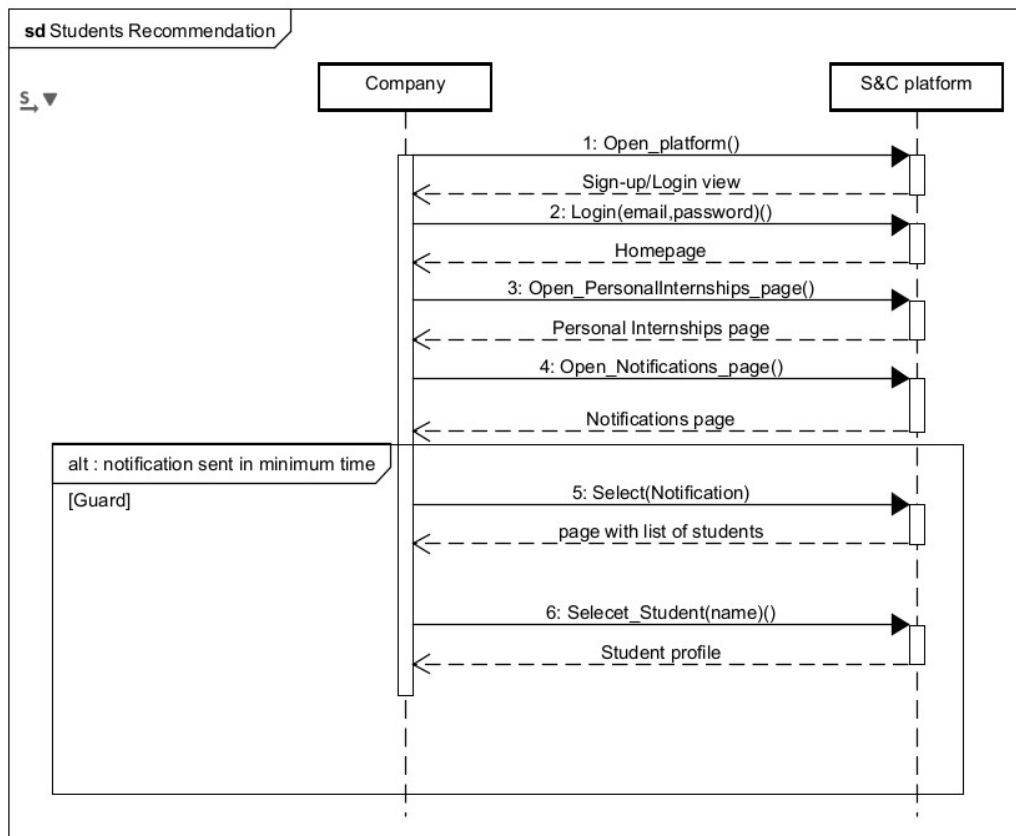 sd Students Recommendation
S
Company
S&C platform
1: Open_platform()
Sign-up/Login view
2: Login(email,password)()
Homepage
3: Open_PersonalInternships_page()
Personal Internships page
4: Open_Notifications_page()
Notifications page
alt : notification sent in minimum time
[Guard]
5: Select(Notification)
page with list of students
6: Selecet_Student(name)()
Student profile